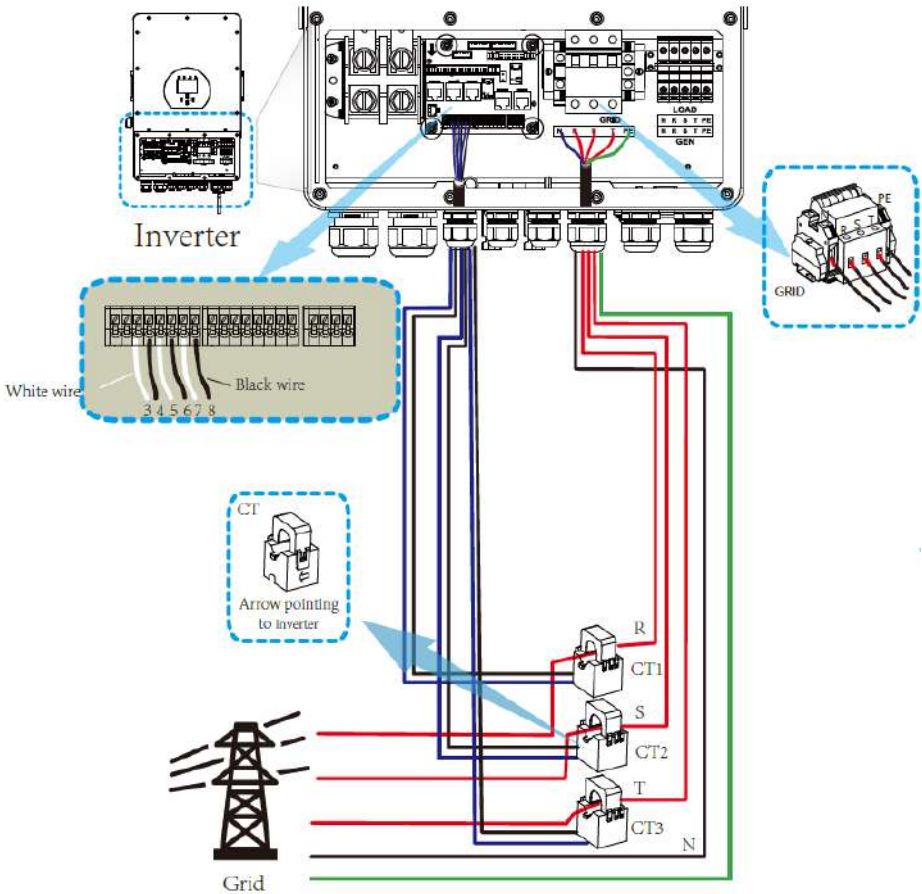 LOAD
GRID
N R S T PE
N R S T PE
N R S T PE
GEN
Inverter
PE
R S T
GRID
White wire
Black wire
3 4 5 6 7 8
CT
Arrow pointing
to inverter
R
CT1
S
CT2
T
CT3
N
Grid